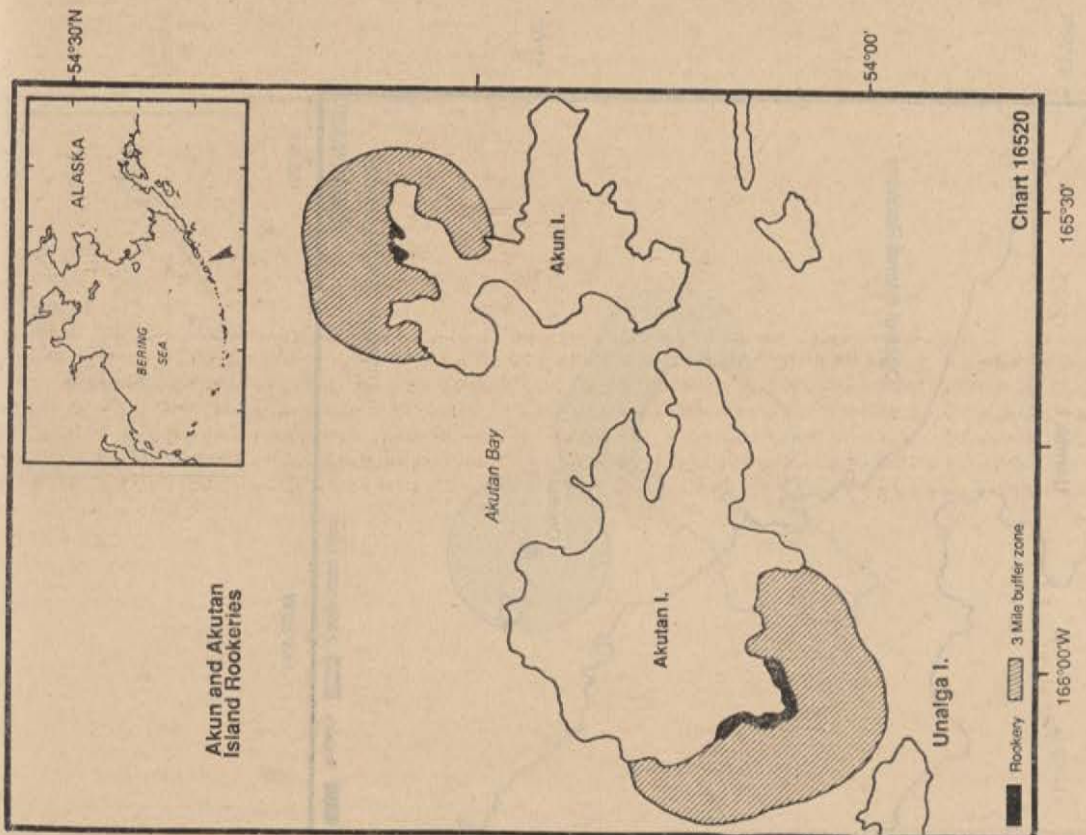 Akun and Akutan
Island Rookeries
ALASKA
BERING
SEA
54°30'N
Akutan Bay
Akun I.
Akutan I.
54°00'
Unalga I.
Chart 16520
Rookery
3 Mile buffer zone
166°00'W
165°30'